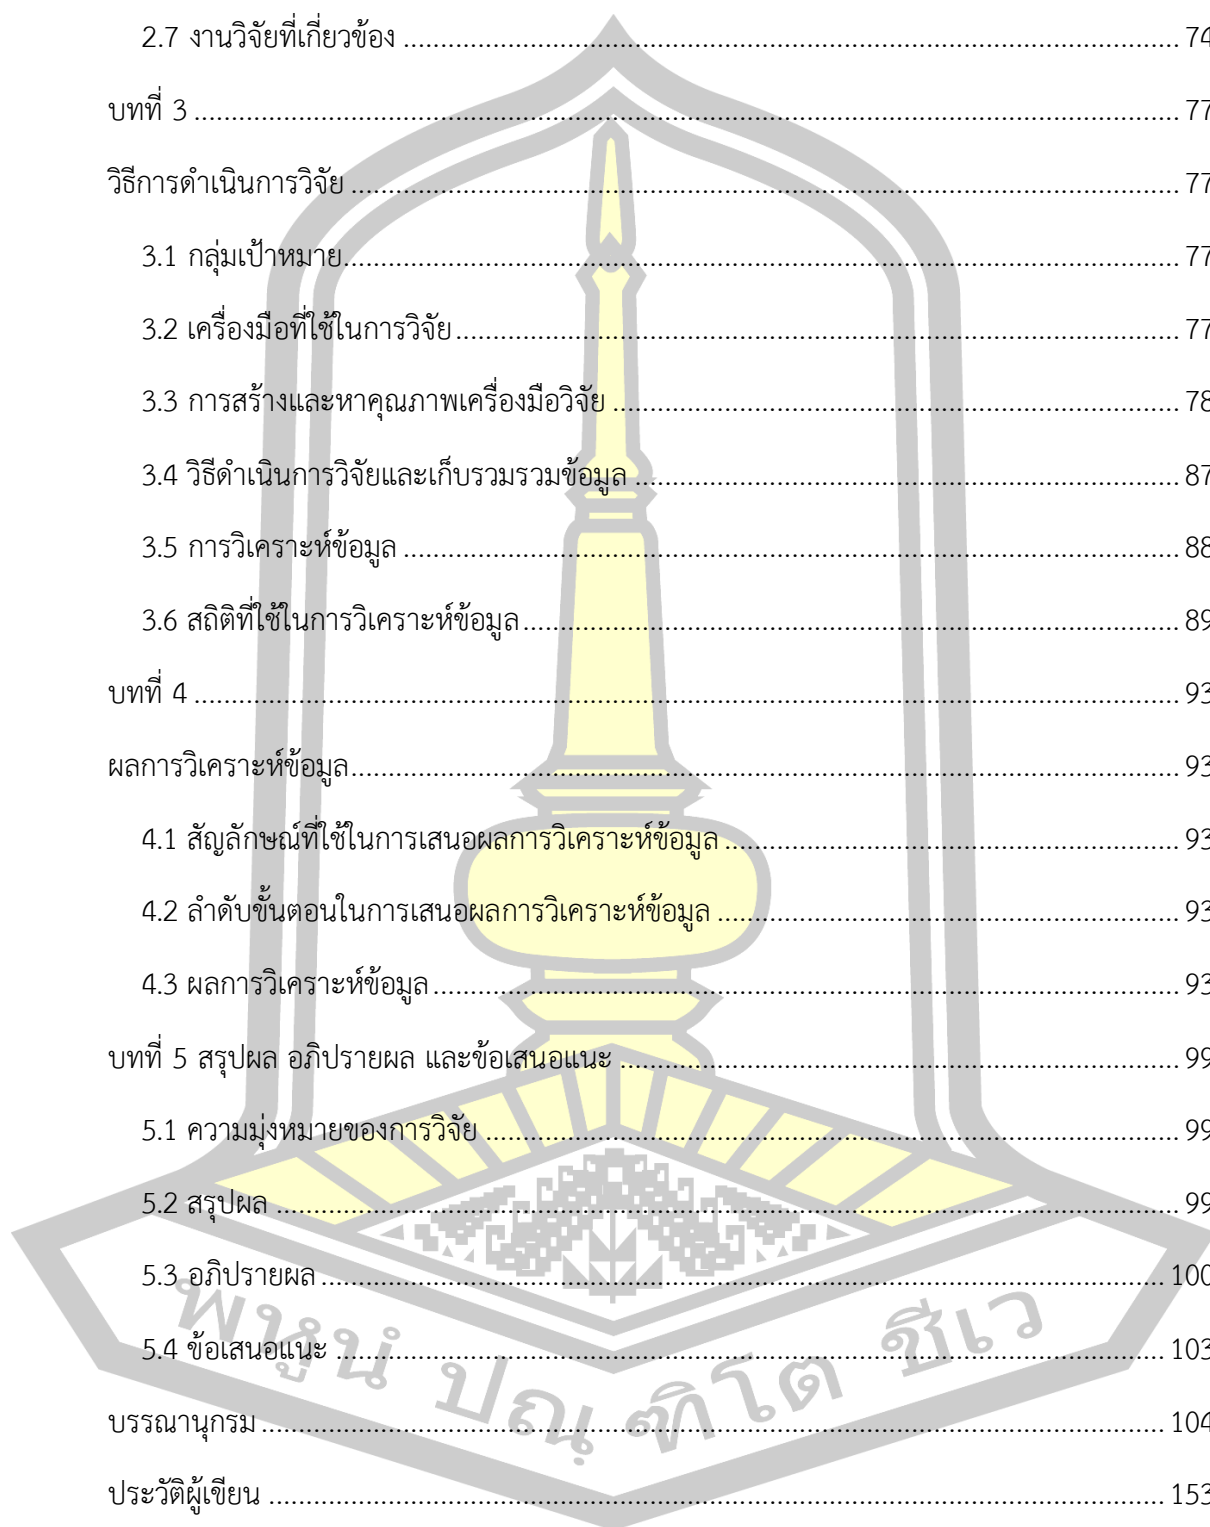 2.7 งานวิจัยที่เกี่ยวข้อง 74
บทที่ 3 77
วิธีการดำเนินการวิจัย 77
3.1 กลุ่มเป้าหมาย 77
3.2 เครื่องมือที่ใช้ในการวิจัย 77
3.3 การสร้างและหาคุณภาพเครื่องมือวิจัย 78
3.4 วิธีดำเนินการวิจัยและเก็บรวมรวมข้อมูล 87
3.5 การวิเคราะห์ข้อมูล 88
3.6 สถิติที่ใช้ในการวิเคราะห์ข้อมูล 89
บทที่ 4 93
ผลการวิเคราะห์ข้อมูล 93
4.1 สัญลักษณ์ที่ใช้ในการเสนอผลการวิเคราะห์ข้อมูล 93
4.2 ลำดับขั้นตอนในการเสนอผลการวิเคราะห์ข้อมูล 93
4.3 ผลการวิเคราะห์ข้อมูล 93
บทที่ 5 สรุปผล อภิปรายผล และข้อเสนอแนะ 99
5.1 ความมุ่งหมายของการวิจัย 99
5.2 สรุปผล 99
5.3 อภิปรายผล 100
5.4 ข้อเสนอแนะ 103
บรรณานุกรม 104
ประวัติผู้เขียน 153
พหูนํ ปณฺฑิโต ชีเว